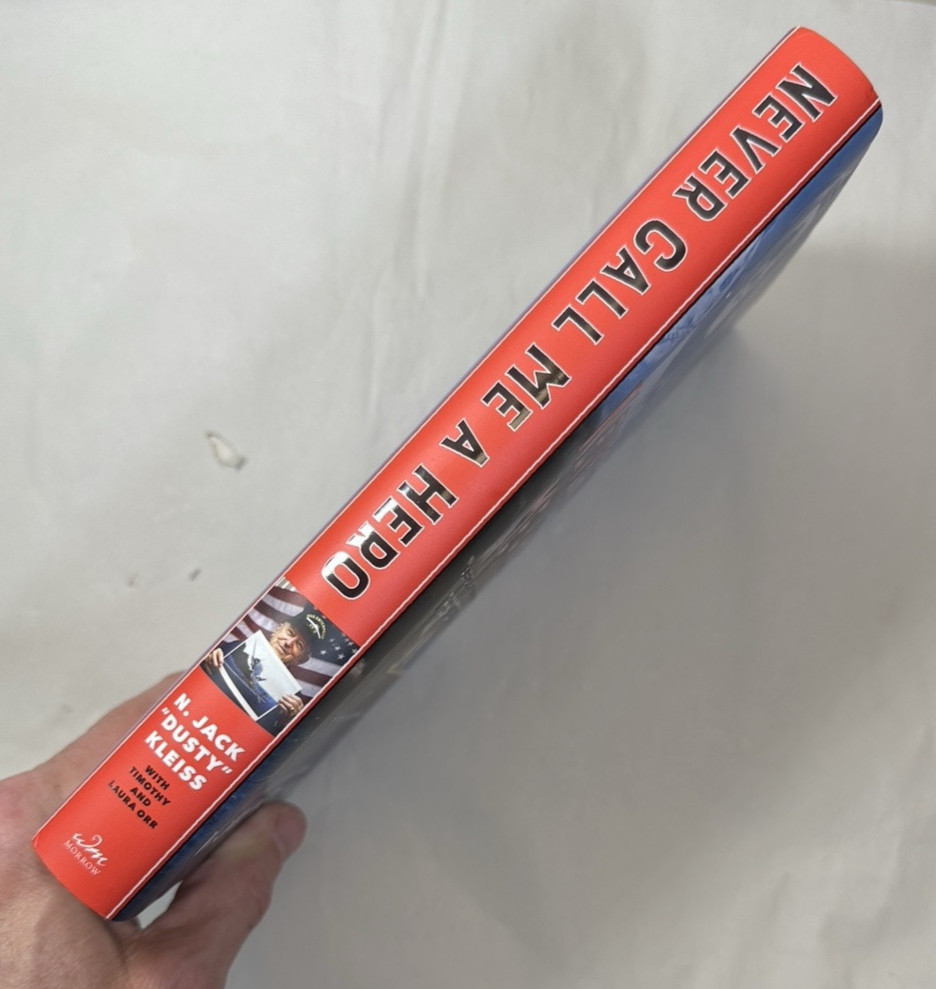 NEVER CALL ME A HERO
N. JACK
"DUSTY"
KLEISS
WITH
TIMOTHY
AND
LAURA ORR
Wm
MORROW